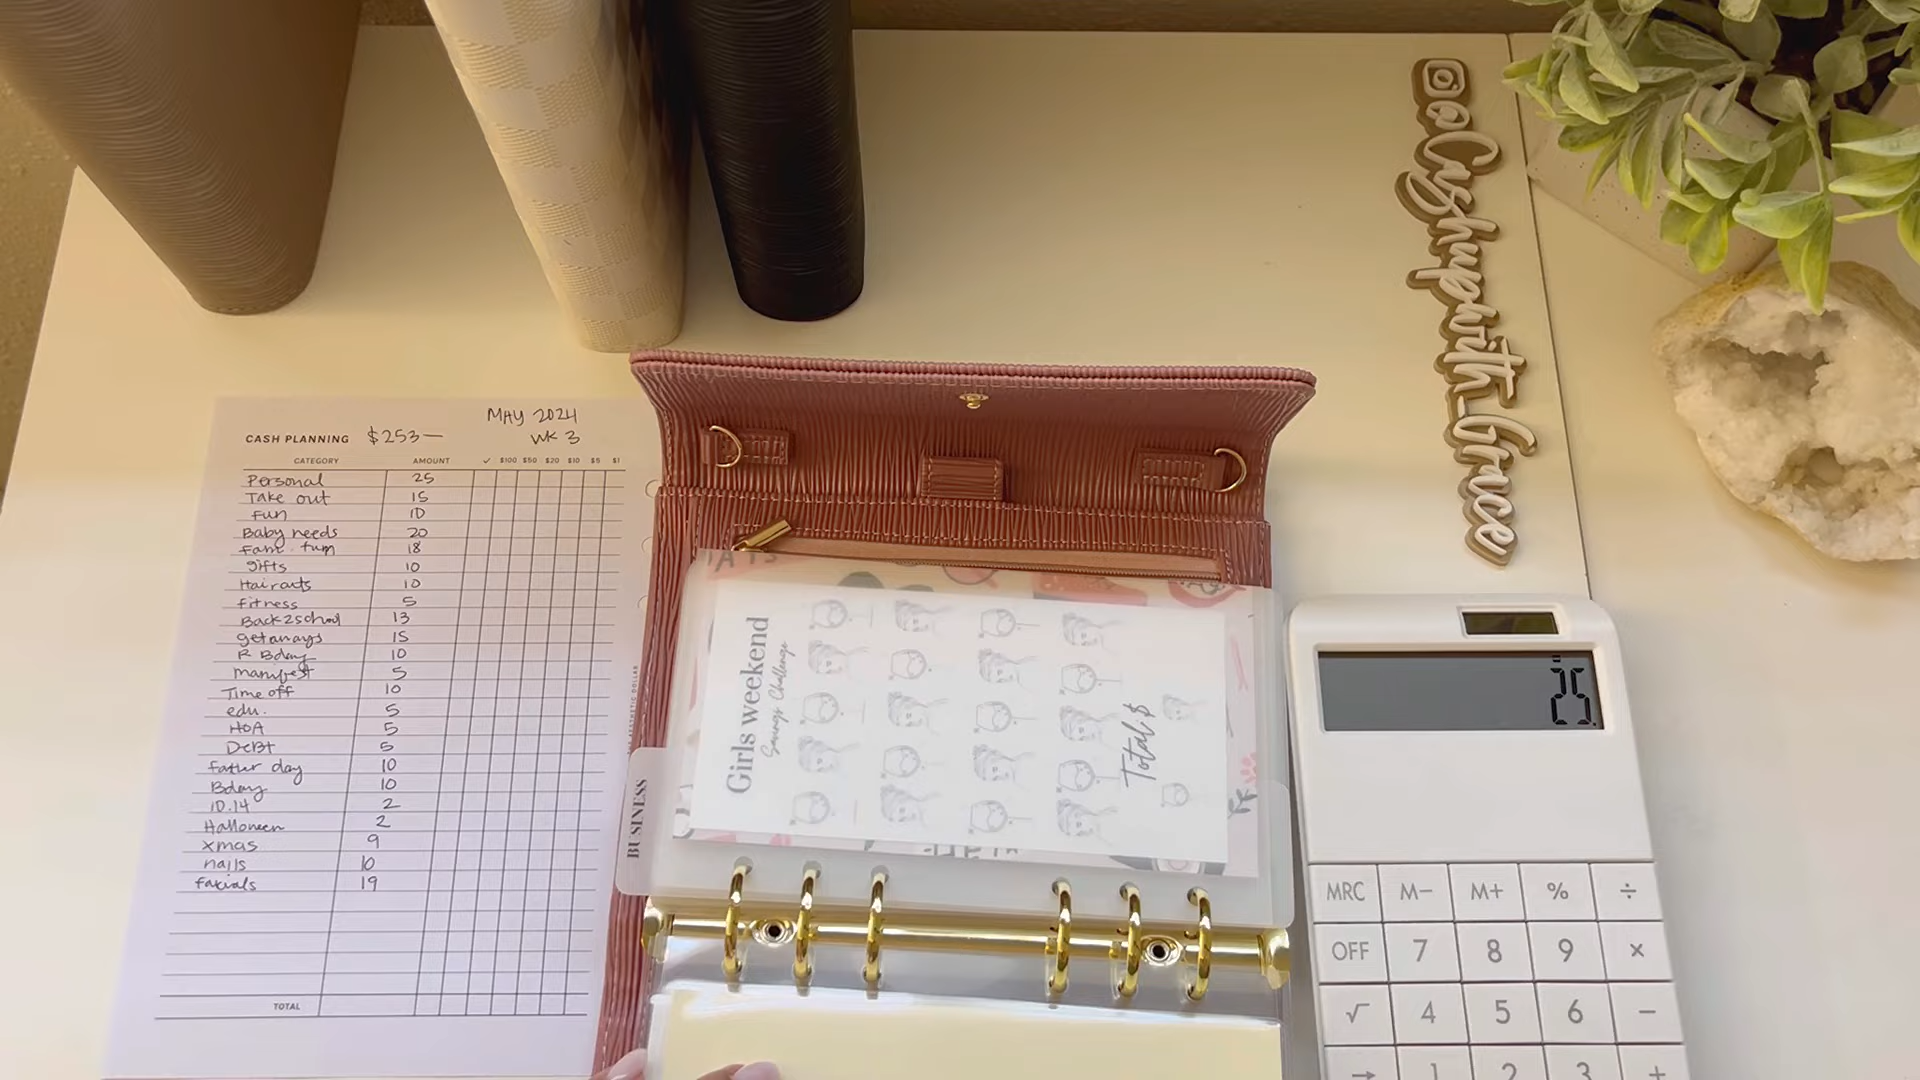 MAY 2024
CASH PLANNING $253— WK 3
CATEGORY AMOUNT ✓ $100 $50 $20 $10 $5 $1
Personal 25
Take out 15
Fun 10
Baby needs 20
Fam. fun 18
gifts 10
Haircuts 10
fitness 5
Back2school 13
getaways 15
R Bday 10
manifest 5
Time off 10
edu. 5
HOA 5
Debt 5
father day 10
Bday 10
10.14 2
Halloween 2
xmas 9
nails 10
facials 19
TOTAL
BUSINESS
Girls weekend
Savings Challenge
Total $
@Cashupwith_Grace
25.
MRC M− M+ % ÷
OFF 7 8 9 ×
√ 4 5 6 −
→ 1 2 3 +